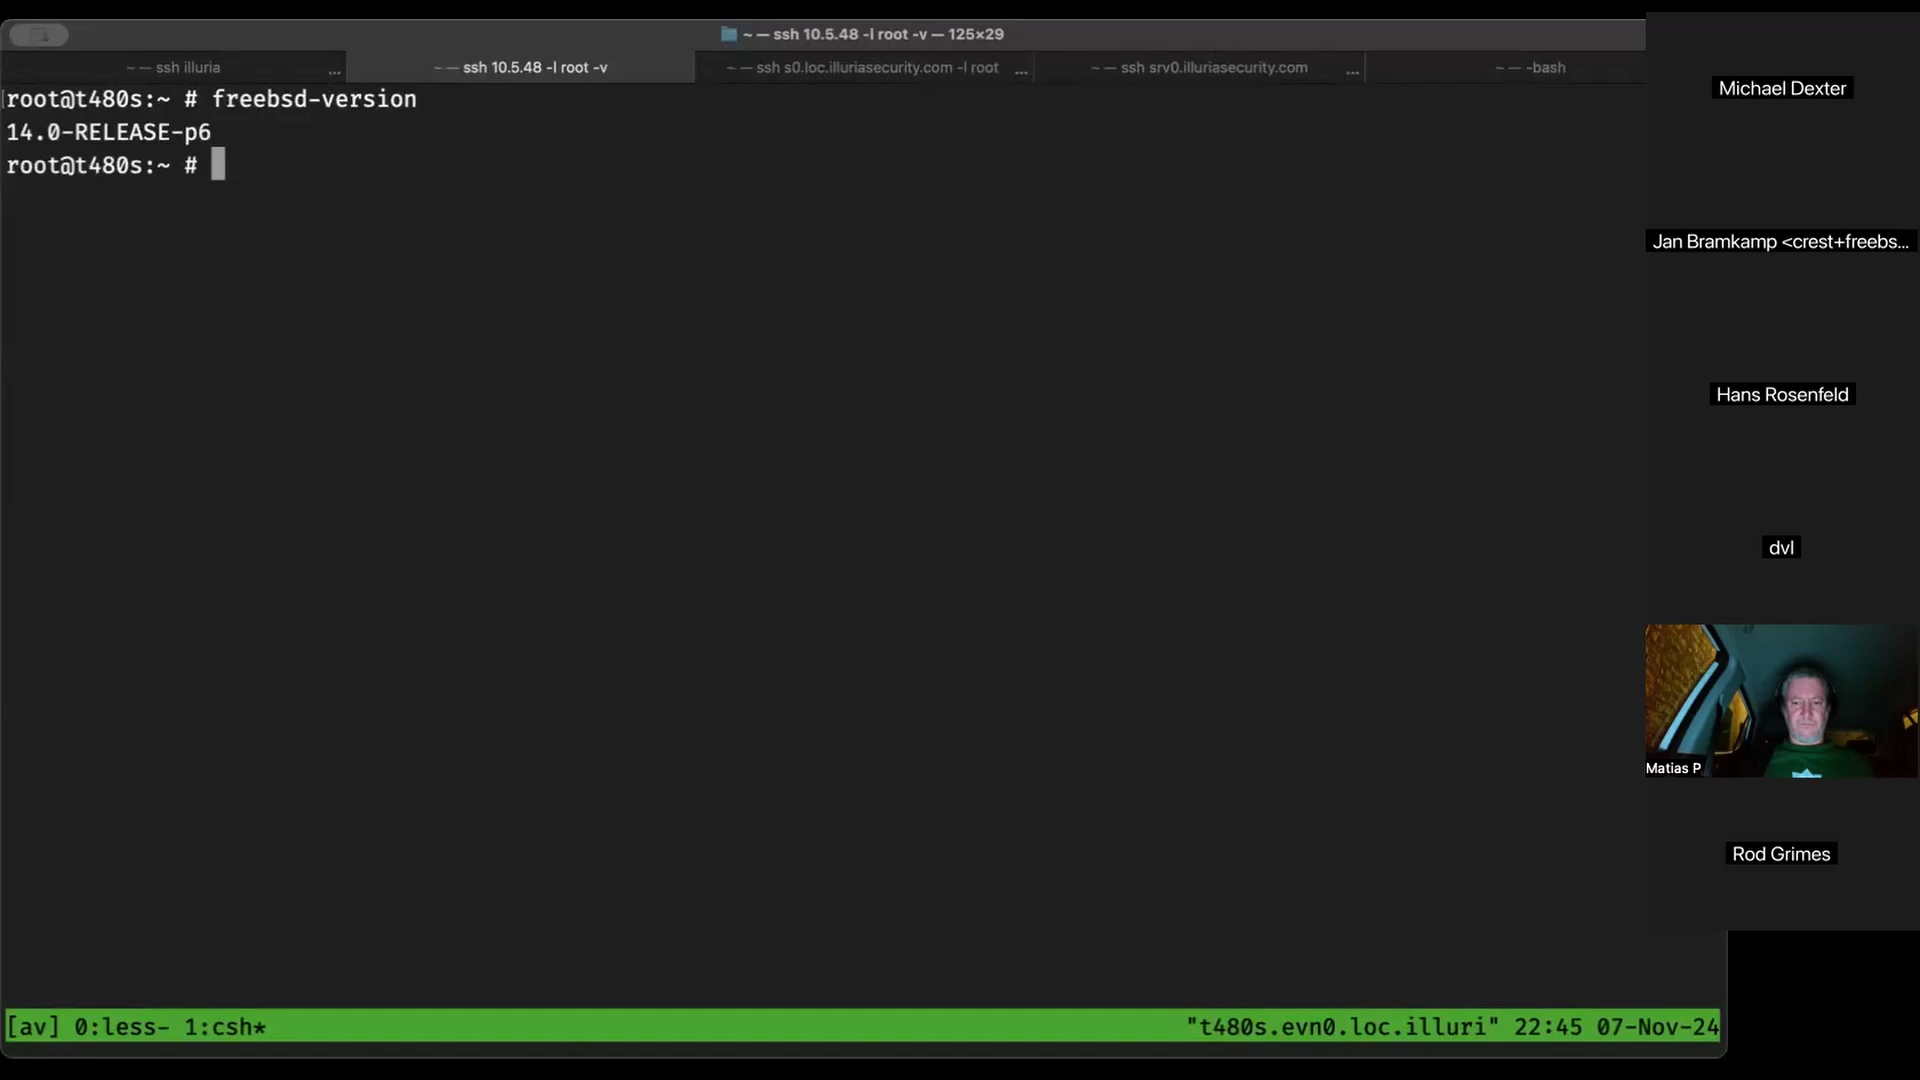 ~ — ssh 10.5.48 -l root -v — 125×29
~ — ssh illuria ...
~ — ssh 10.5.48 -l root -v
~ — ssh s0.loc.illuriasecurity.com -l root ...
~ — ssh srv0.illuriasecurity.com ...
~ — -bash
root@t480s:~ # freebsd-version
14.0-RELEASE-p6
root@t480s:~ #
[av] 0:less- 1:csh* "t480s.evn0.loc.illuri" 22:45 07-Nov-24
Michael Dexter
Jan Bramkamp <crest+freebs...
Hans Rosenfeld
dvl
Matias P
Rod Grimes